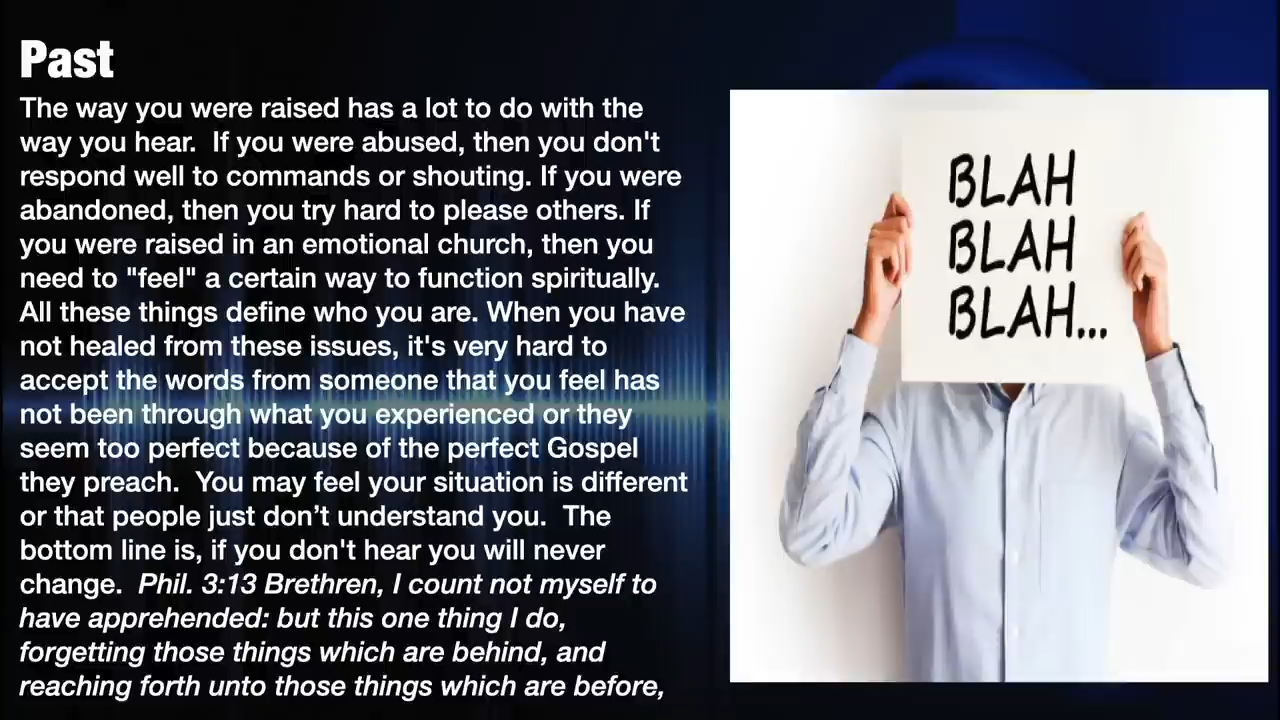 Past
The way you were raised has a lot to do with the
way you hear.  If you were abused, then you don't
respond well to commands or shouting. If you were
abandoned, then you try hard to please others. If
you were raised in an emotional church, then you
need to "feel" a certain way to function spiritually.
All these things define who you are. When you have
not healed from these issues, it's very hard to
accept the words from someone that you feel has
not been through what you experienced or they
seem too perfect because of the perfect Gospel
they preach.  You may feel your situation is different
or that people just don’t understand you.  The
bottom line is, if you don't hear you will never
change.  Phil. 3:13 Brethren, I count not myself to
have apprehended: but this one thing I do,
forgetting those things which are behind, and
reaching forth unto those things which are before,
BLAH
BLAH
BLAH...